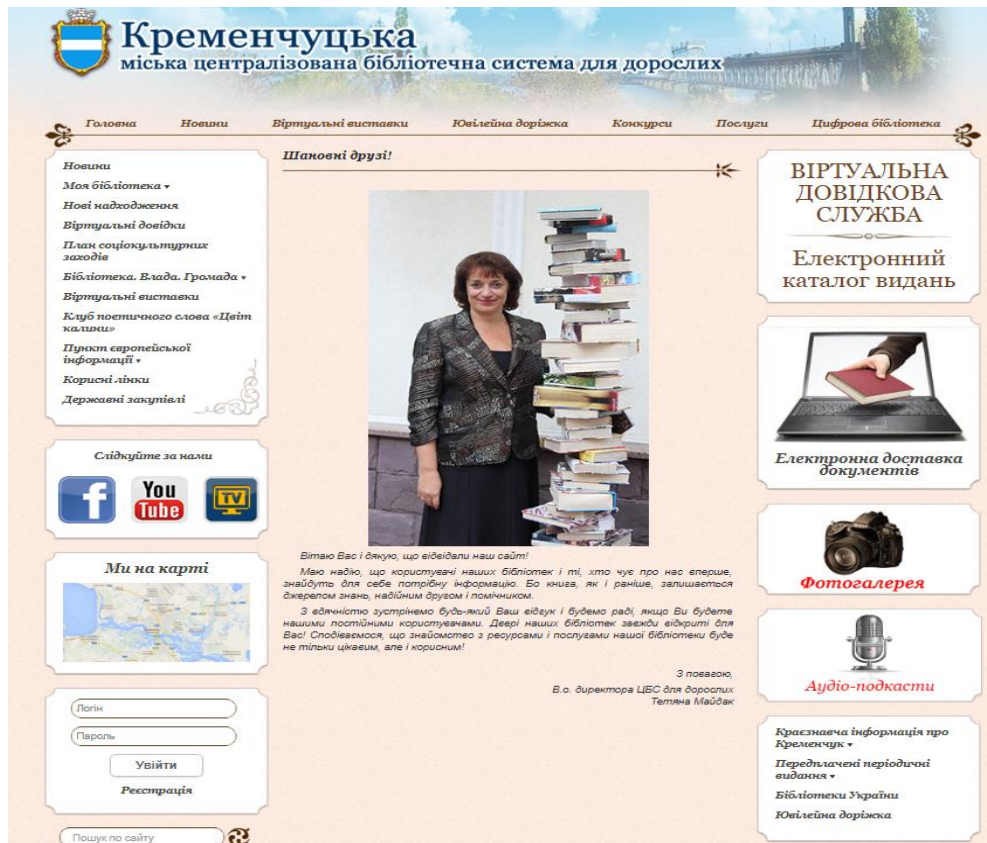 Кременчуцька
міська централізована бібліотечна система для дорослих
Головна Новини Віртуальні виставки Ювілейна доріжка Конкурси Послуги Цифрова бібліотека
Новини
Моя бібліотека
Нові надходження
Віртуальні довідки
План соціокультурних
заходів
Бібліотека. Влада. Громада
Віртуальні виставки
Клуб поетичного слова «Цвіт
калини»
Пункт європейської
інформації
Корисні лінки
Державні закупівлі
Слідкуйте за нами
f
You
Tube
TV
Ми на карті
Логін
Пароль
Увійти
Реєстрація
Пошук по сайту
Шановні друзі!
Вітаю Вас і дякую, що відвідали наш сайт!
Маю надію, що користувачі наших бібліотек і ті, хто чує про нас вперше,
знайдуть для себе потрібну інформацію. Бо книга, як і раніше, залишається
джерелом знань, надійним другом і помічником.
З вдячністю зустрінемо будь-який Ваш відгук і будемо раді, якщо Ви будете
нашими постійними користувачами. Двері наших бібліотек завжди відкриті для
Вас! Сподіваємося, що знайомство з ресурсами і послугами нашої бібліотеки буде
не тільки цікавим, але і корисним!
З повагою,
В.о. директора ЦБС для дорослих
Тетяна Майдак
ВІРТУАЛЬНА
ДОВІДКОВА
СЛУЖБА
Електронний
каталог видань
Електронна доставка
документів
Фотогалерея
Аудіо-подкасти
Краєзнавча інформація про
Кременчук
Передплачені періодичні
видання
Бібліотеки України
Ювілейна доріжка